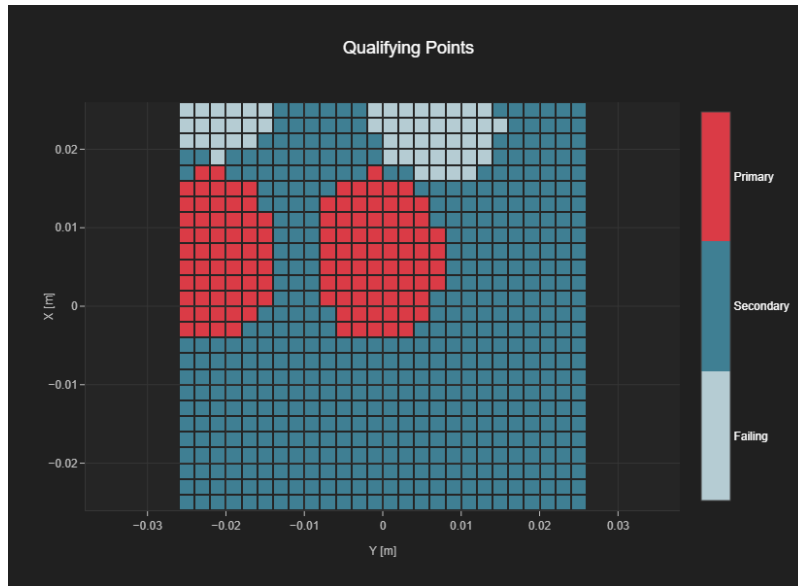 Qualifying Points
X [m]
0.02
0.01
0
−0.01
−0.02
−0.03
−0.02
−0.01
0
0.01
0.02
0.03
Y [m]
Primary
Secondary
Failing